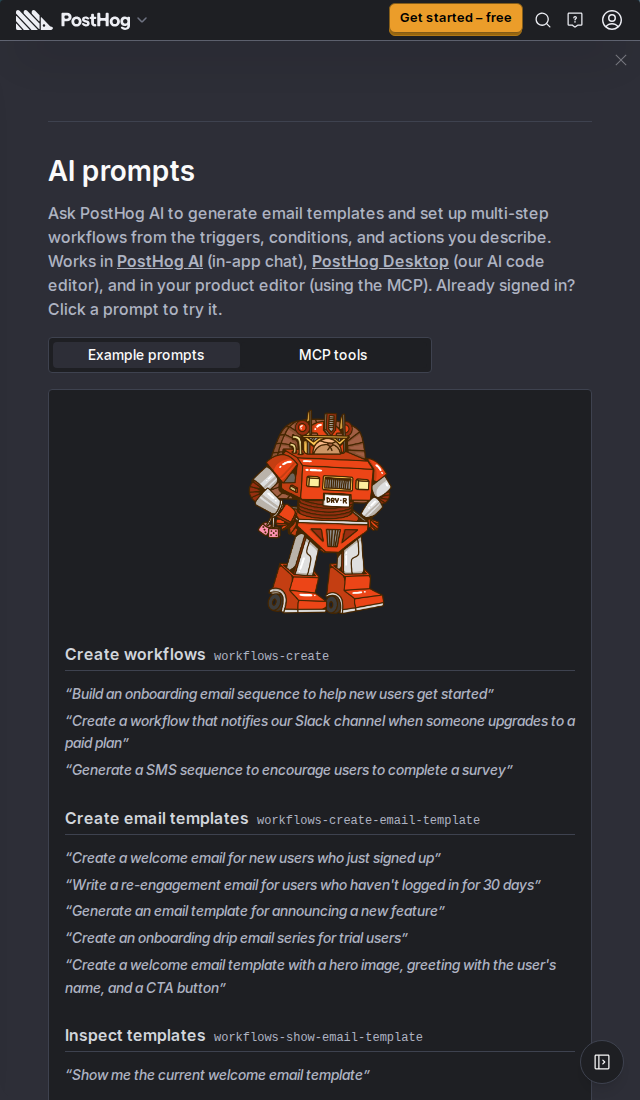 PostHog
Get started – free
AI prompts
Ask PostHog AI to generate email templates and set up multi-step
workflows from the triggers, conditions, and actions you describe.
Works in PostHog AI (in-app chat), PostHog Desktop (our AI code
editor), and in your product editor (using the MCP). Already signed in?
Click a prompt to try it.
Example prompts
MCP tools
DRV·R
Create workflows workflows-create
“Build an onboarding email sequence to help new users get started”
“Create a workflow that notifies our Slack channel when someone upgrades to a
paid plan”
“Generate a SMS sequence to encourage users to complete a survey”
Create email templates workflows-create-email-template
“Create a welcome email for new users who just signed up”
“Write a re-engagement email for users who haven't logged in for 30 days”
“Generate an email template for announcing a new feature”
“Create an onboarding drip email series for trial users”
“Create a welcome email template with a hero image, greeting with the user's
name, and a CTA button”
Inspect templates workflows-show-email-template
“Show me the current welcome email template”